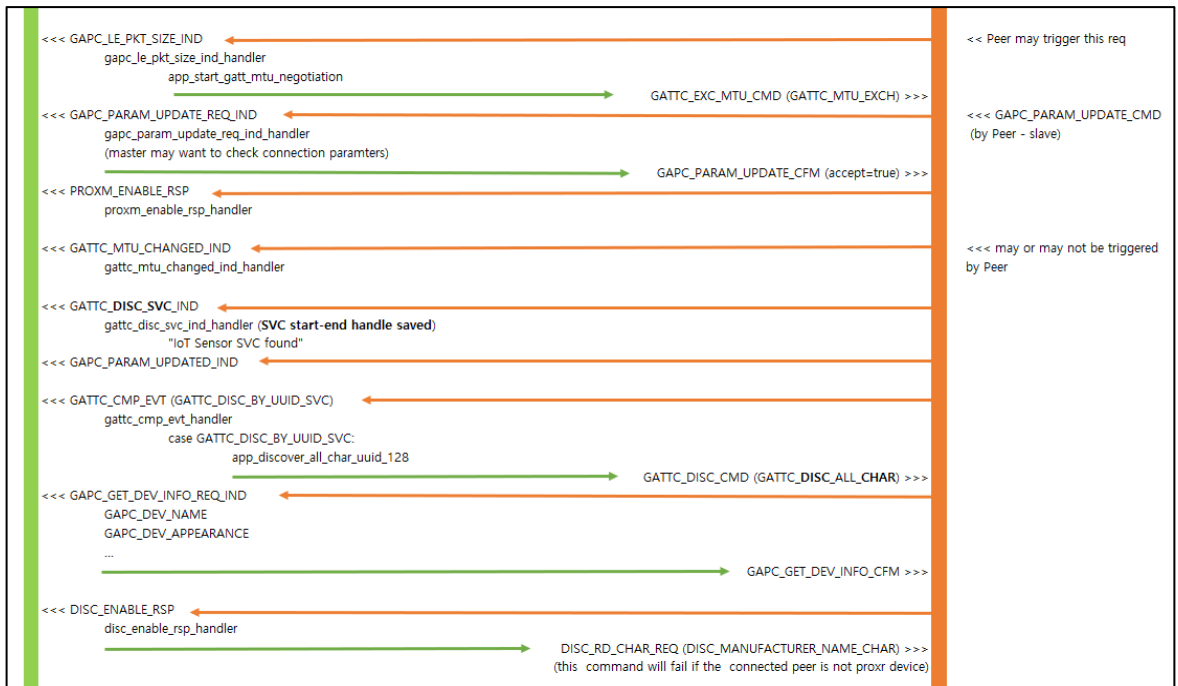 <<< GAPC_LE_PKT_SIZE_IND
<< Peer may trigger this req
gapc_le_pkt_size_ind_handler
app_start_gatt_mtu_negotiation
GATTC_EXC_MTU_CMD (GATTC_MTU_EXCH) >>>
<<< GAPC_PARAM_UPDATE_REQ_IND
<<< GAPC_PARAM_UPDATE_CMD
gapc_param_update_req_ind_handler
(by Peer - slave)
(master may want to check connection paramters)
GAPC_PARAM_UPDATE_CFM (accept=true) >>>
<<< PROXM_ENABLE_RSP
proxm_enable_rsp_handler
<<< GATTC_MTU_CHANGED_IND
<<< may or may not be triggered
gattc_mtu_changed_ind_handler
by Peer
<<< GATTC_DISC_SVC_IND
gattc_disc_svc_ind_handler (SVC start-end handle saved)
"IoT Sensor SVC found"
<<< GAPC_PARAM_UPDATED_IND
<<< GATTC_CMP_EVT (GATTC_DISC_BY_UUID_SVC)
gattc_cmp_evt_handler
case GATTC_DISC_BY_UUID_SVC:
app_discover_all_char_uuid_128
GATTC_DISC_CMD (GATTC_DISC_ALL_CHAR) >>>
<<< GAPC_GET_DEV_INFO_REQ_IND
GAPC_DEV_NAME
GAPC_DEV_APPEARANCE
...
GAPC_GET_DEV_INFO_CFM >>>
<<< DISC_ENABLE_RSP
disc_enable_rsp_handler
DISC_RD_CHAR_REQ (DISC_MANUFACTURER_NAME_CHAR) >>>
(this command will fail if the connected peer is not proxr device)